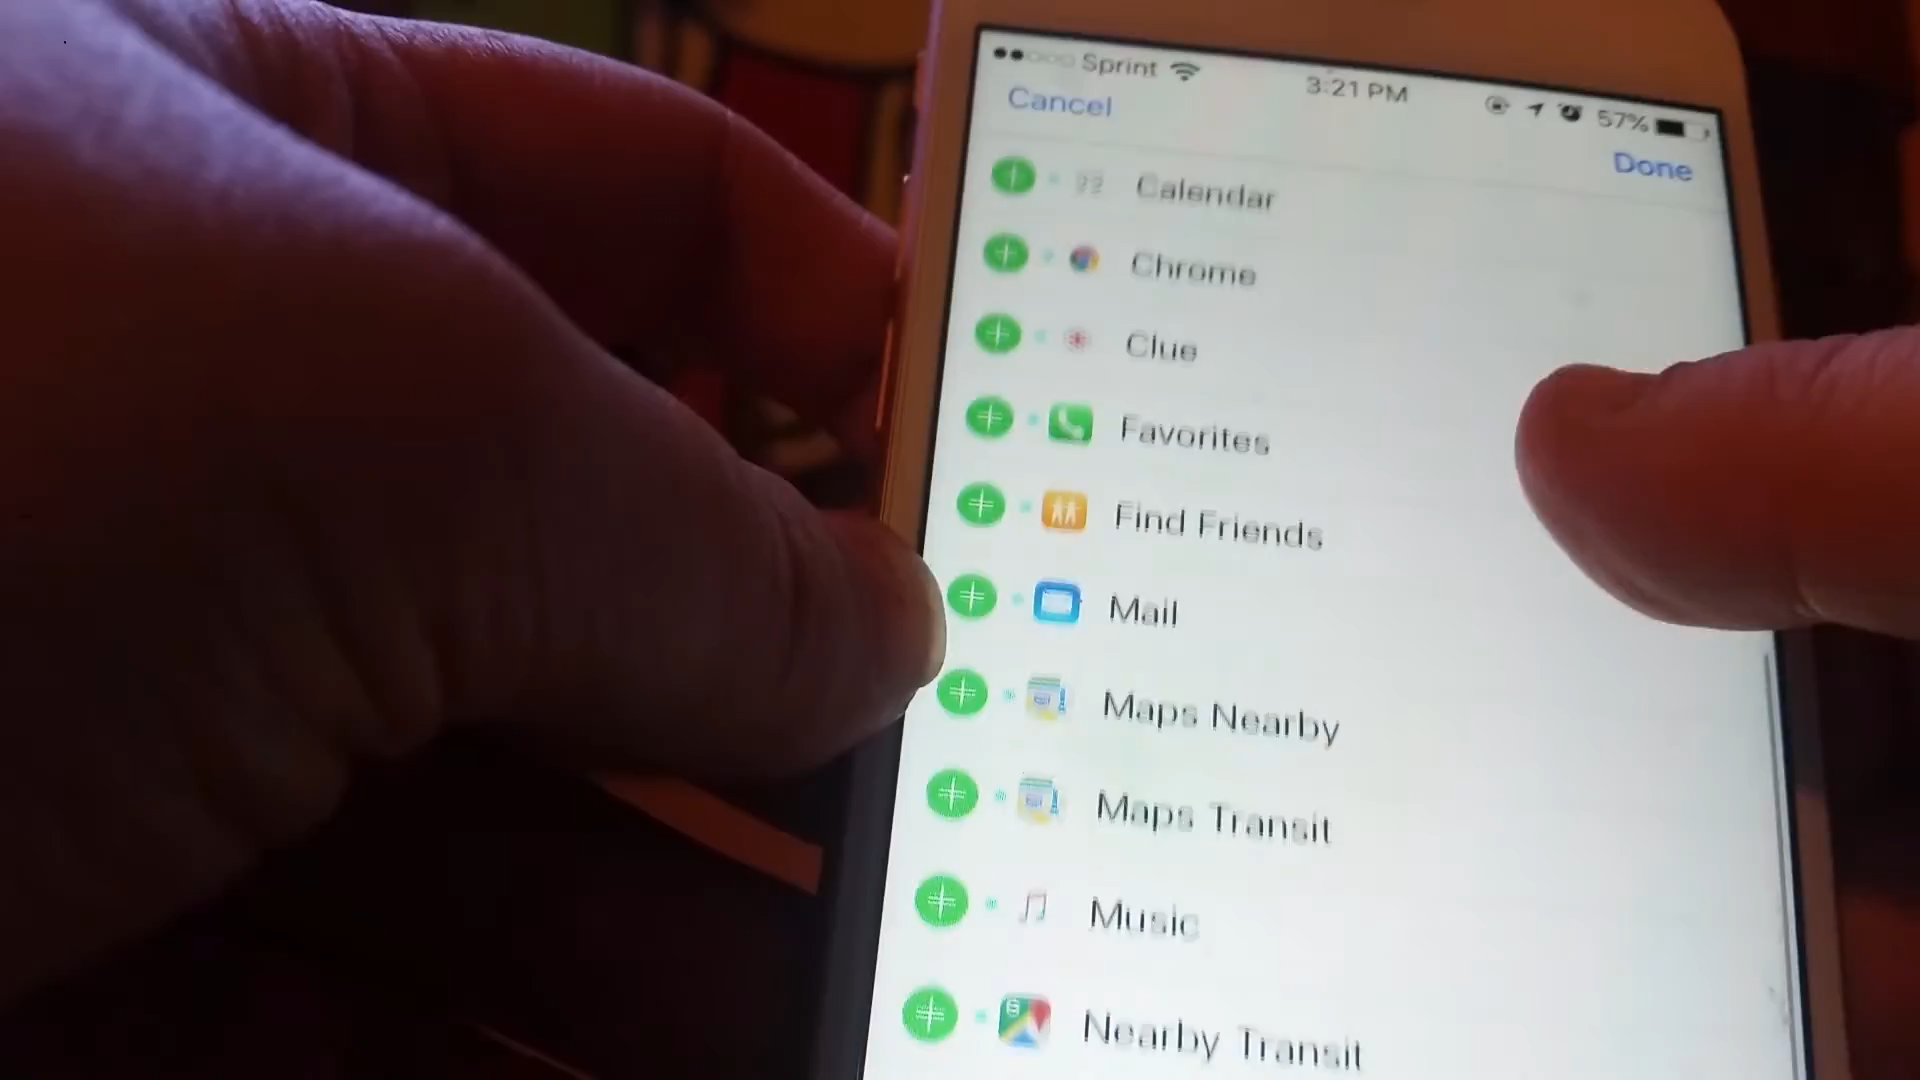 Sprint 3:21 PM 57%
Cancel Done
22 Calendar
Chrome
Clue
Favorites
Find Friends
Mail
Maps Nearby
Maps Transit
Music
Nearby Transit